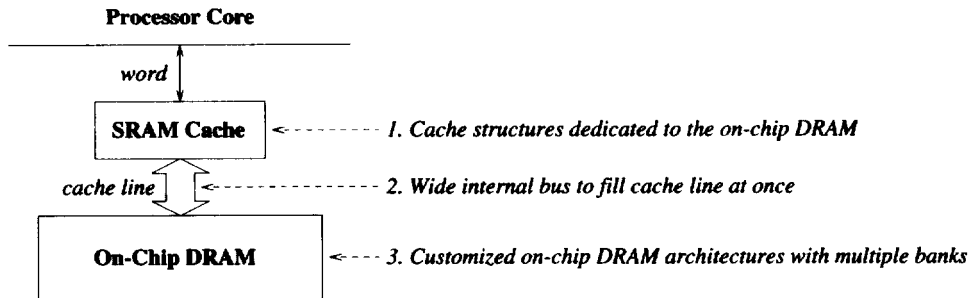 Processor Core
word
SRAM Cache
1. Cache structures dedicated to the on-chip DRAM
cache line
2. Wide internal bus to fill cache line at once
On-Chip DRAM
3. Customized on-chip DRAM architectures with multiple banks